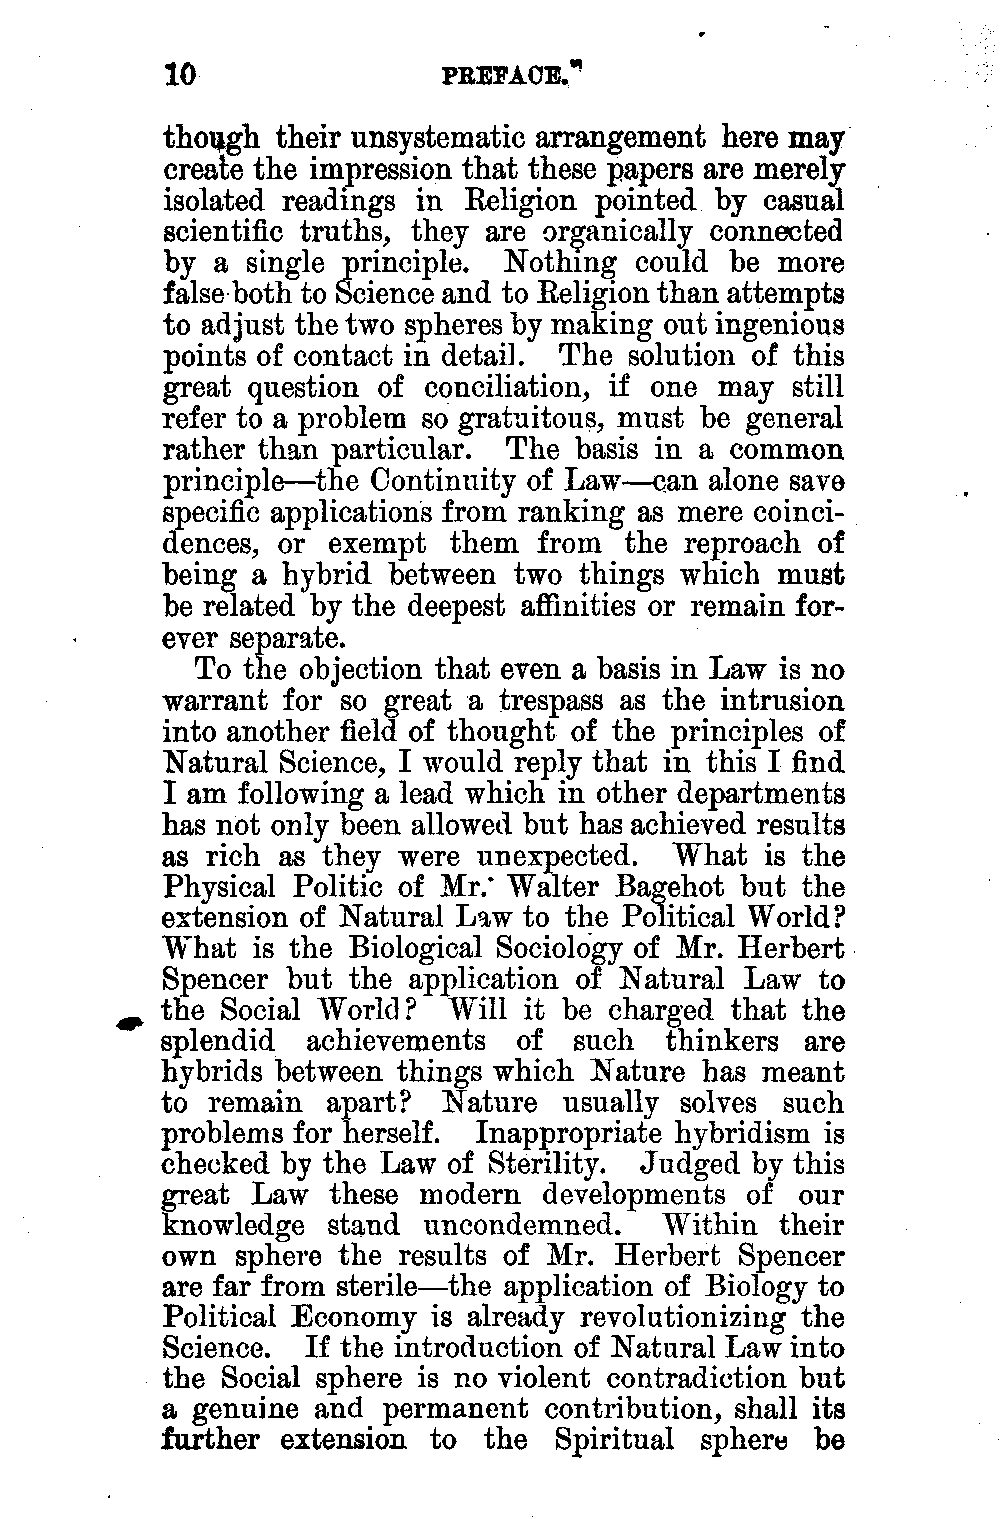 10 PREFACE.
though their unsystematic arrangement here may
create the impression that these papers are merely
isolated readings in Religion pointed by casual
scientific truths, they are organically connected
by a single principle. Nothing could be more
false both to Science and to Religion than attempts
to adjust the two spheres by making out ingenious
points of contact in detail. The solution of this
great question of conciliation, if one may still
refer to a problem so gratuitous, must be general
rather than particular. The basis in a common
principle—the Continuity of Law—can alone save
specific applications from ranking as mere coinci-
dences, or exempt them from the reproach of
being a hybrid between two things which must
be related by the deepest affinities or remain for-
ever separate.
To the objection that even a basis in Law is no
warrant for so great a trespass as the intrusion
into another field of thought of the principles of
Natural Science, I would reply that in this I find
I am following a lead which in other departments
has not only been allowed but has achieved results
as rich as they were unexpected. What is the
Physical Politic of Mr. Walter Bagehot but the
extension of Natural Law to the Political World?
What is the Biological Sociology of Mr. Herbert
Spencer but the application of Natural Law to
the Social World? Will it be charged that the
splendid achievements of such thinkers are
hybrids between things which Nature has meant
to remain apart? Nature usually solves such
problems for herself. Inappropriate hybridism is
checked by the Law of Sterility. Judged by this
great Law these modern developments of our
knowledge stand uncondemned. Within their
own sphere the results of Mr. Herbert Spencer
are far from sterile—the application of Biology to
Political Economy is already revolutionizing the
Science. If the introduction of Natural Law into
the Social sphere is no violent contradiction but
a genuine and permanent contribution, shall its
further extension to the Spiritual sphere be